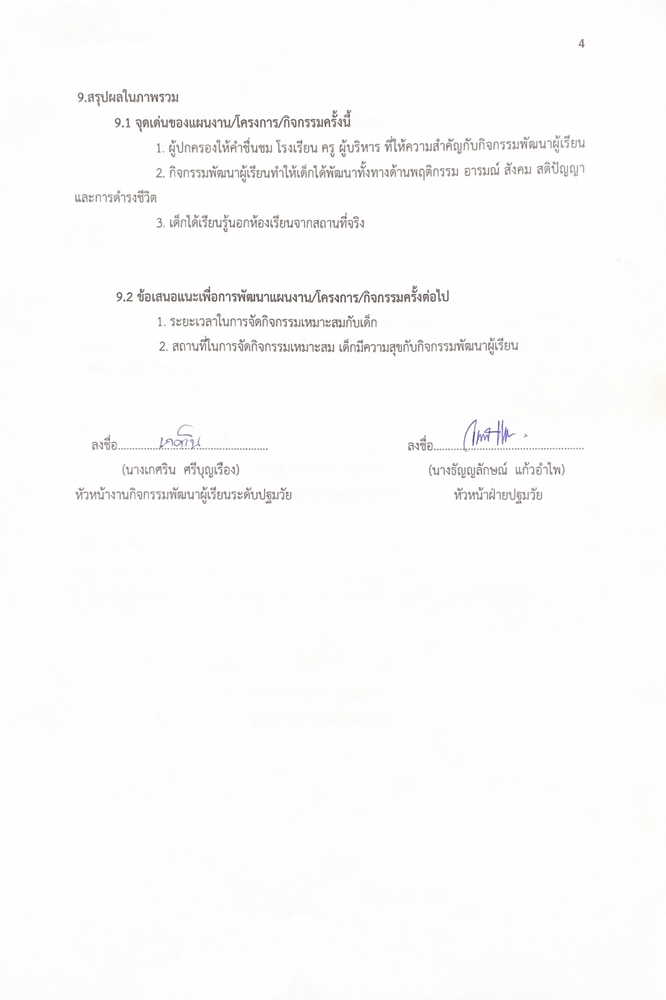 4
9.สรุปผลในภาพรวม
9.1 จุดเด่นของแผนงาน/โครงการ/กิจกรรมครั้งนี้
1. ผู้ปกครองให้คำชื่นชม โรงเรียน ครู ผู้บริหาร ที่ให้ความสำคัญกับกิจกรรมพัฒนาผู้เรียน
2. กิจกรรมพัฒนาผู้เรียนทำให้เด็กได้พัฒนาทั้งทางด้านพฤติกรรม อารมณ์ สังคม สติปัญญา
และการดำรงชีวิต
3. เด็กได้เรียนรู้นอกห้องเรียนจากสถานที่จริง
9.2 ข้อเสนอแนะเพื่อการพัฒนาแผนงาน/โครงการ/กิจกรรมครั้งต่อไป
1. ระยะเวลาในการจัดกิจกรรมเหมาะสมกับเด็ก
2. สถานที่ในการจัดกิจกรรมเหมาะสม เด็กมีความสุขกับกิจกรรมพัฒนาผู้เรียน
ลงชื่อ.....เกศริน..... ลงชื่อ..........
(นางเกศริน ศรีบุญเรือง) (นางธัญญลักษณ์ แก้วอำไพ)
หัวหน้างานกิจกรรมพัฒนาผู้เรียนระดับปฐมวัย หัวหน้าฝ่ายปฐมวัย